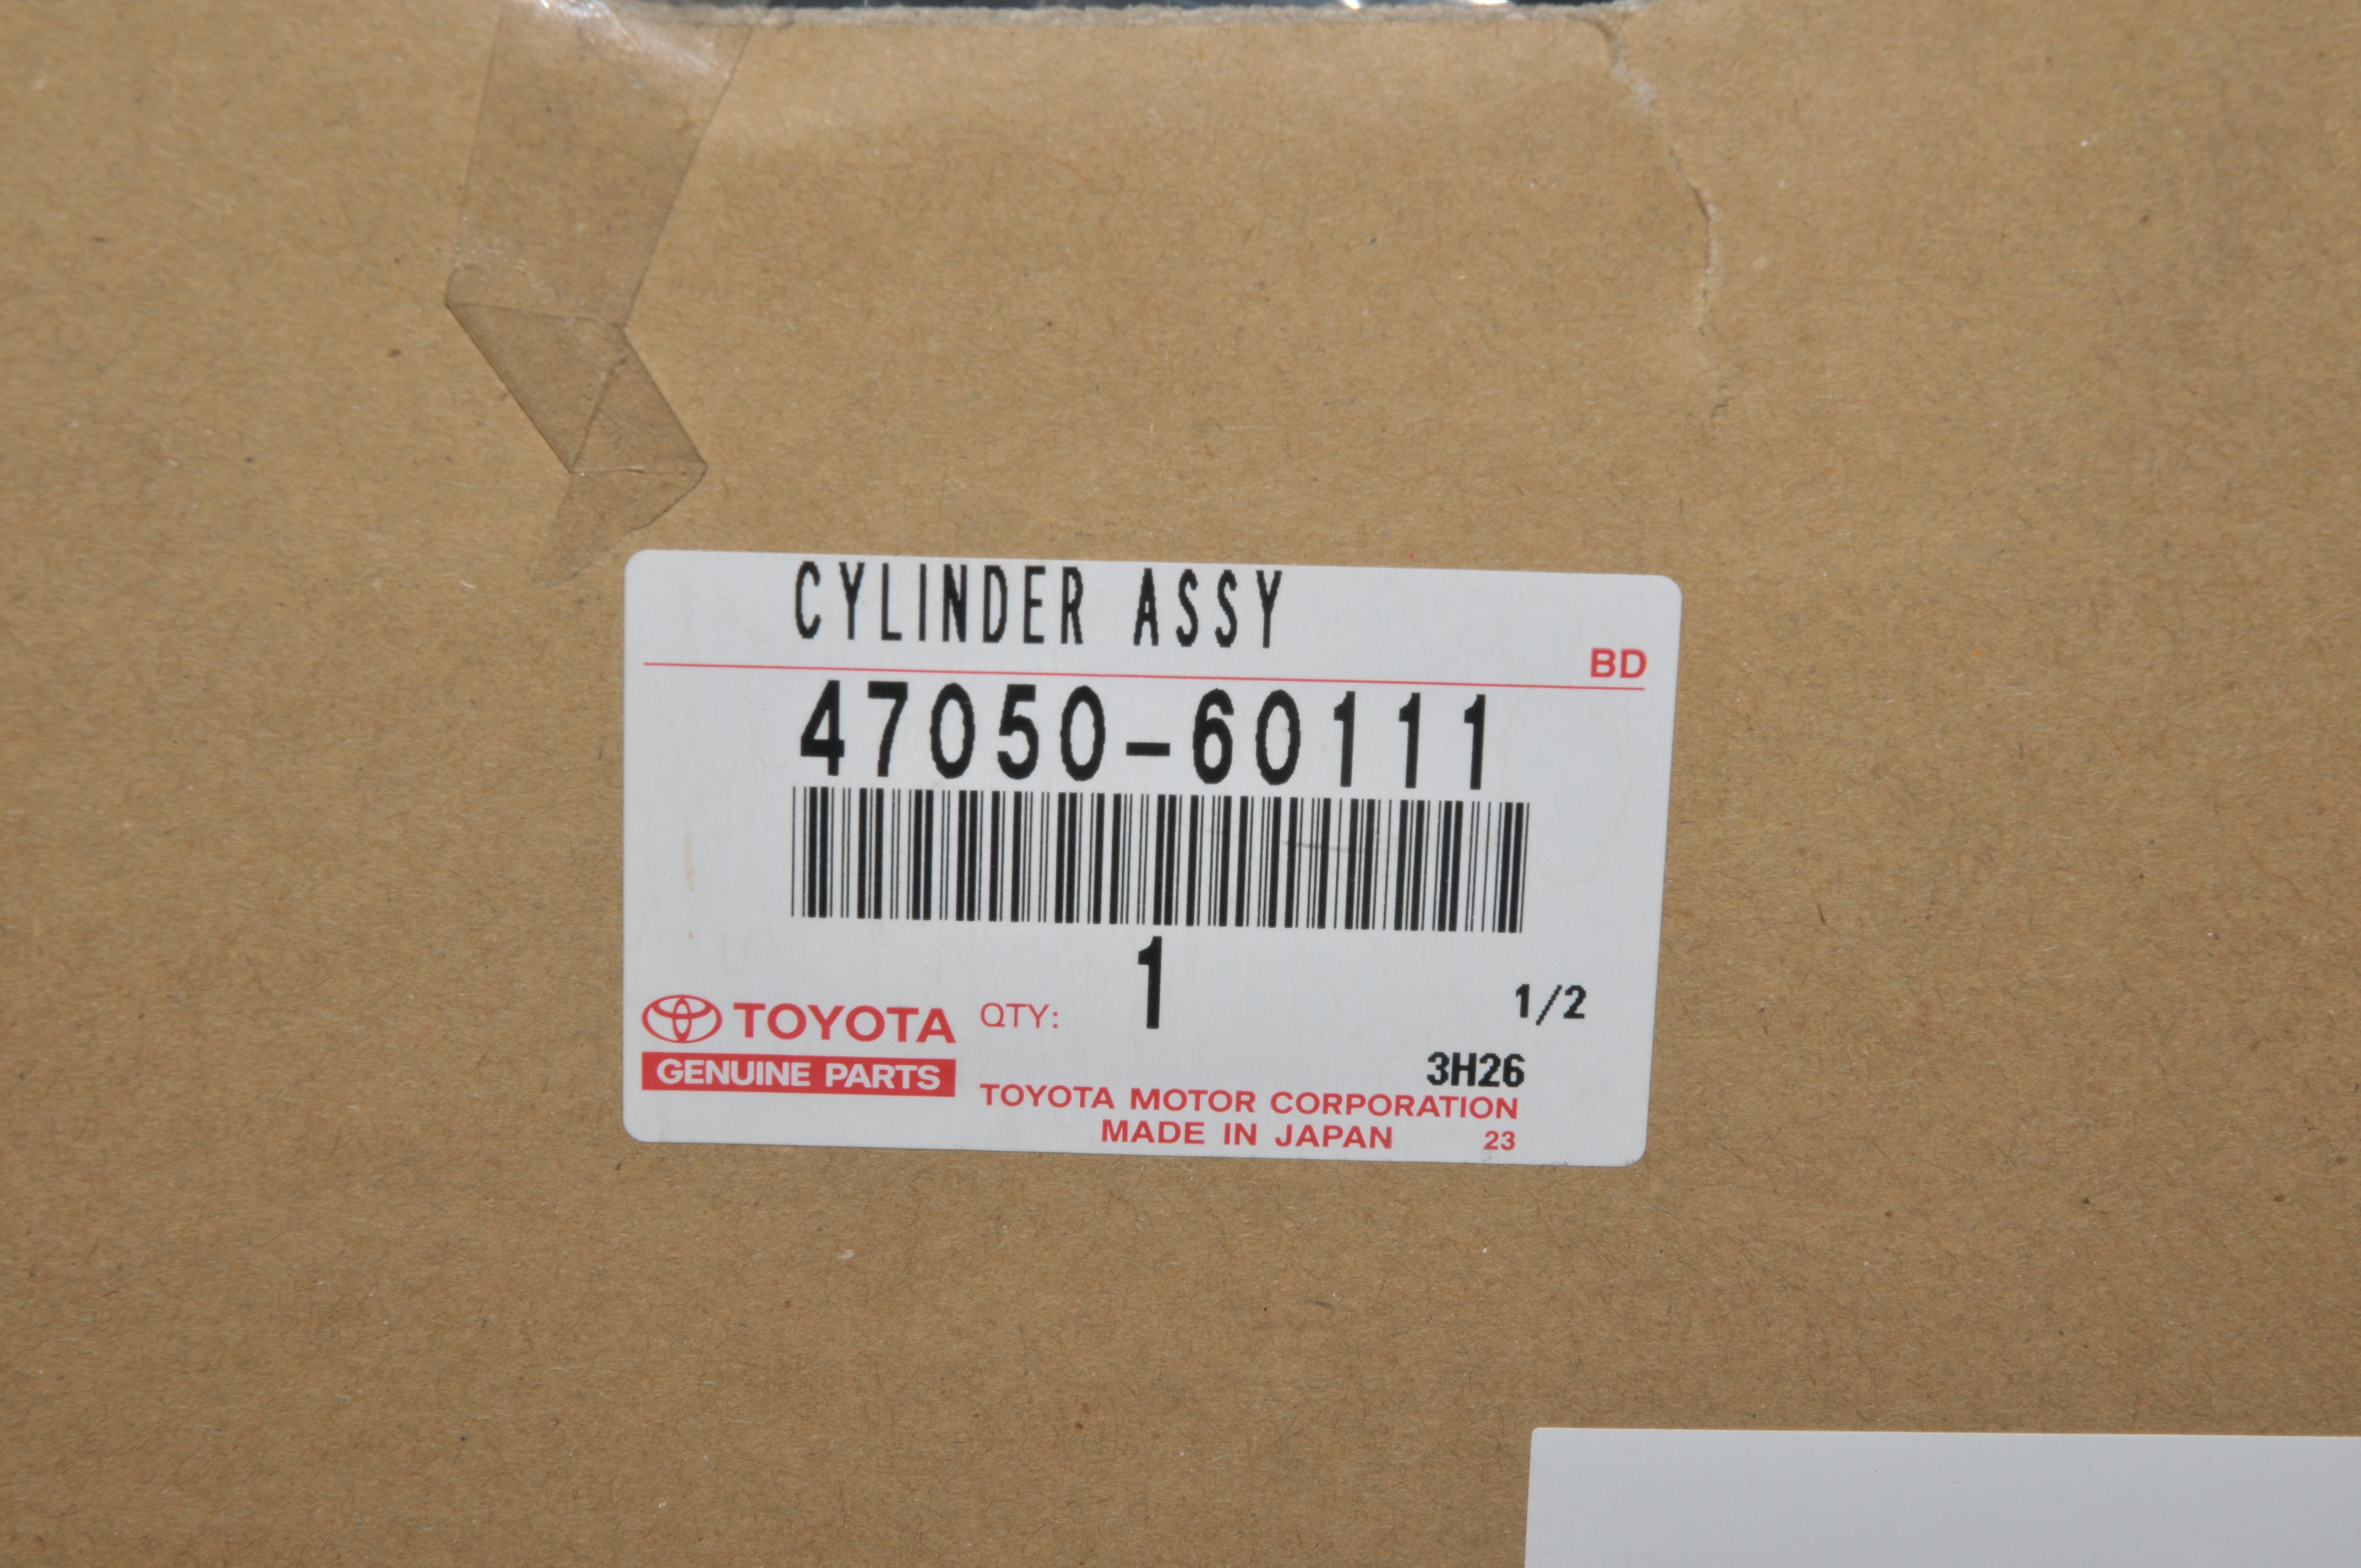 CYLINDER ASSY
BD
47050-60111
TOYOTA
GENUINE PARTS
QTY: 1
1/2
3H26
TOYOTA MOTOR CORPORATION
MADE IN JAPAN 23